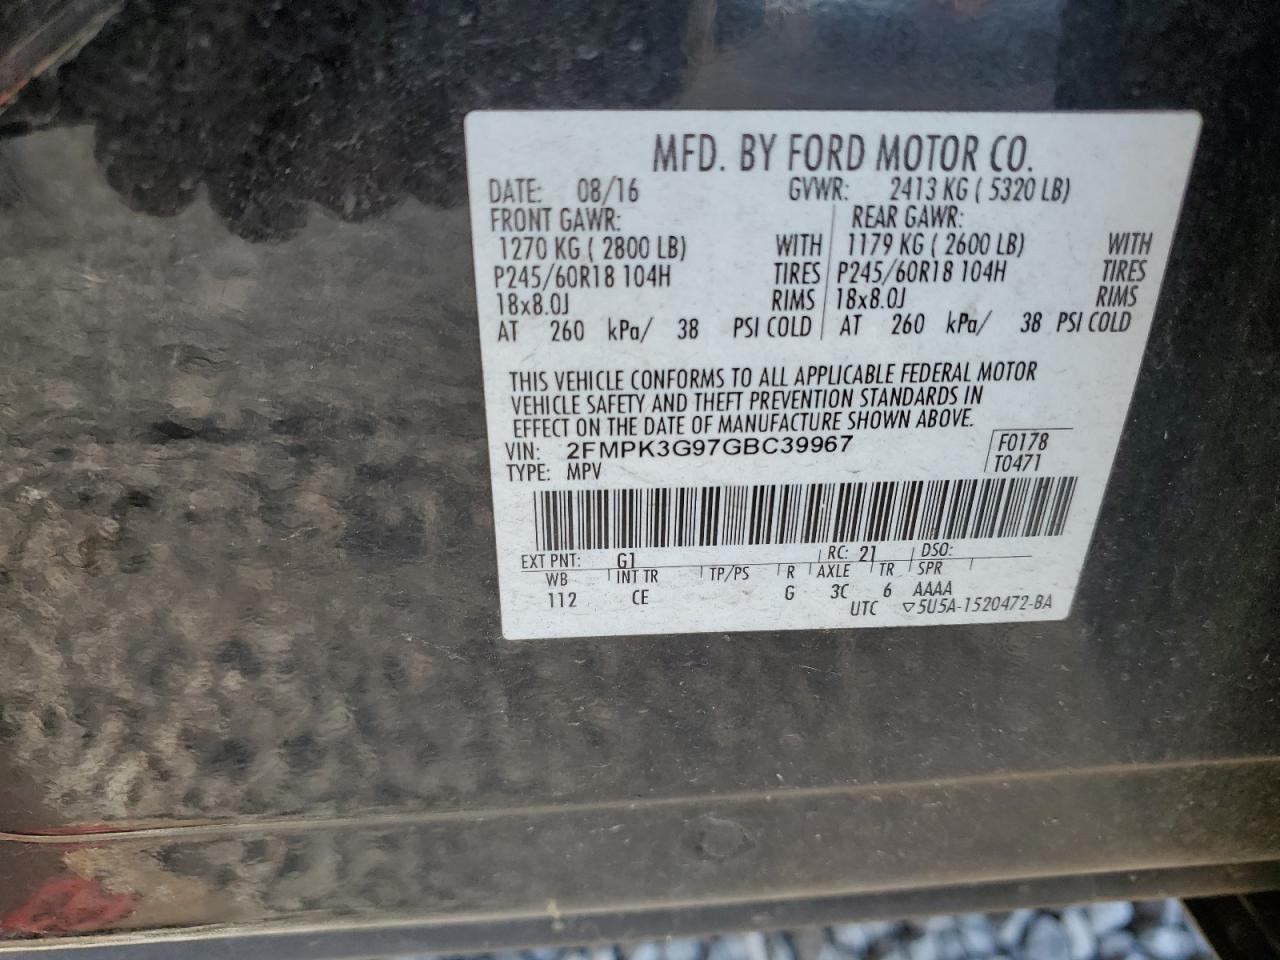 MFD. BY FORD MOTOR CO.
DATE: 08/16 GVWR: 2413 KG ( 5320 LB)
FRONT GAWR: REAR GAWR:
1270 KG ( 2800 LB) WITH 1179 KG ( 2600 LB) WITH
P245/60R18 104H TIRES P245/60R18 104H TIRES
18x8.0J RIMS 18x8.0J RIMS
AT 260 kPa/ 38 PSI COLD AT 260 kPa/ 38 PSI COLD
THIS VEHICLE CONFORMS TO ALL APPLICABLE FEDERAL MOTOR
VEHICLE SAFETY AND THEFT PREVENTION STANDARDS IN
EFFECT ON THE DATE OF MANUFACTURE SHOWN ABOVE.
VIN: 2FMPK3G97GBC39967 F0178
TYPE: MPV T0471
EXT PNT: G1 RC: 21 DSO:
WB INT TR TP/PS R AXLE TR SPR
112 CE G 3C 6 AAAA
UTC ▽5U5A-1520472-BA